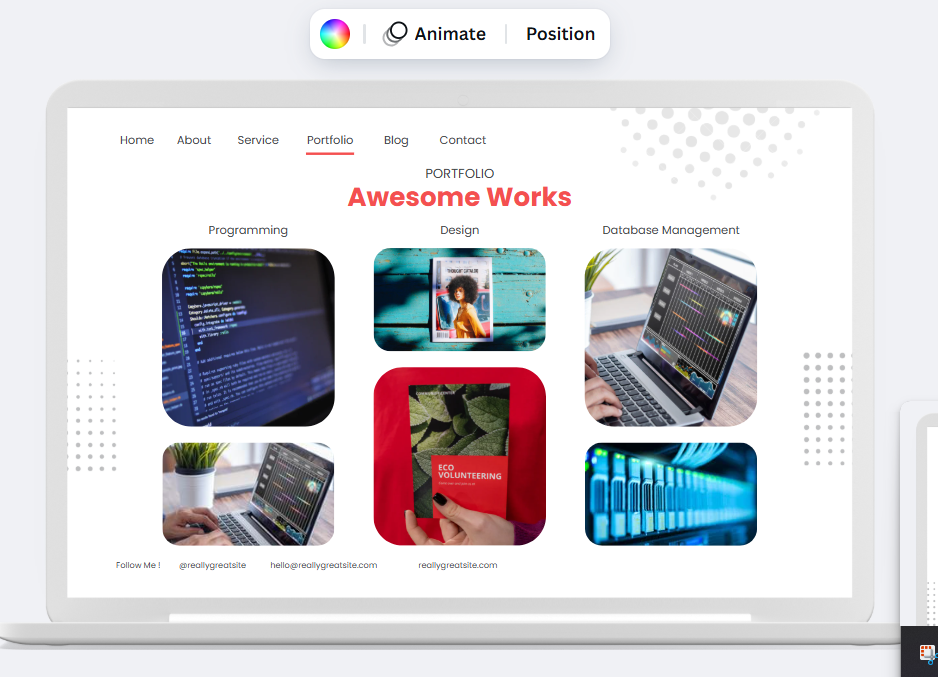 Animate Position
Home About Service Portfolio Blog Contact
PORTFOLIO
Awesome Works
Programming Design Database Management
ECO
VOLUNTEERING
Follow Me ! @reallygreatsite hello@reallygreatsite.com reallygreatsite.com